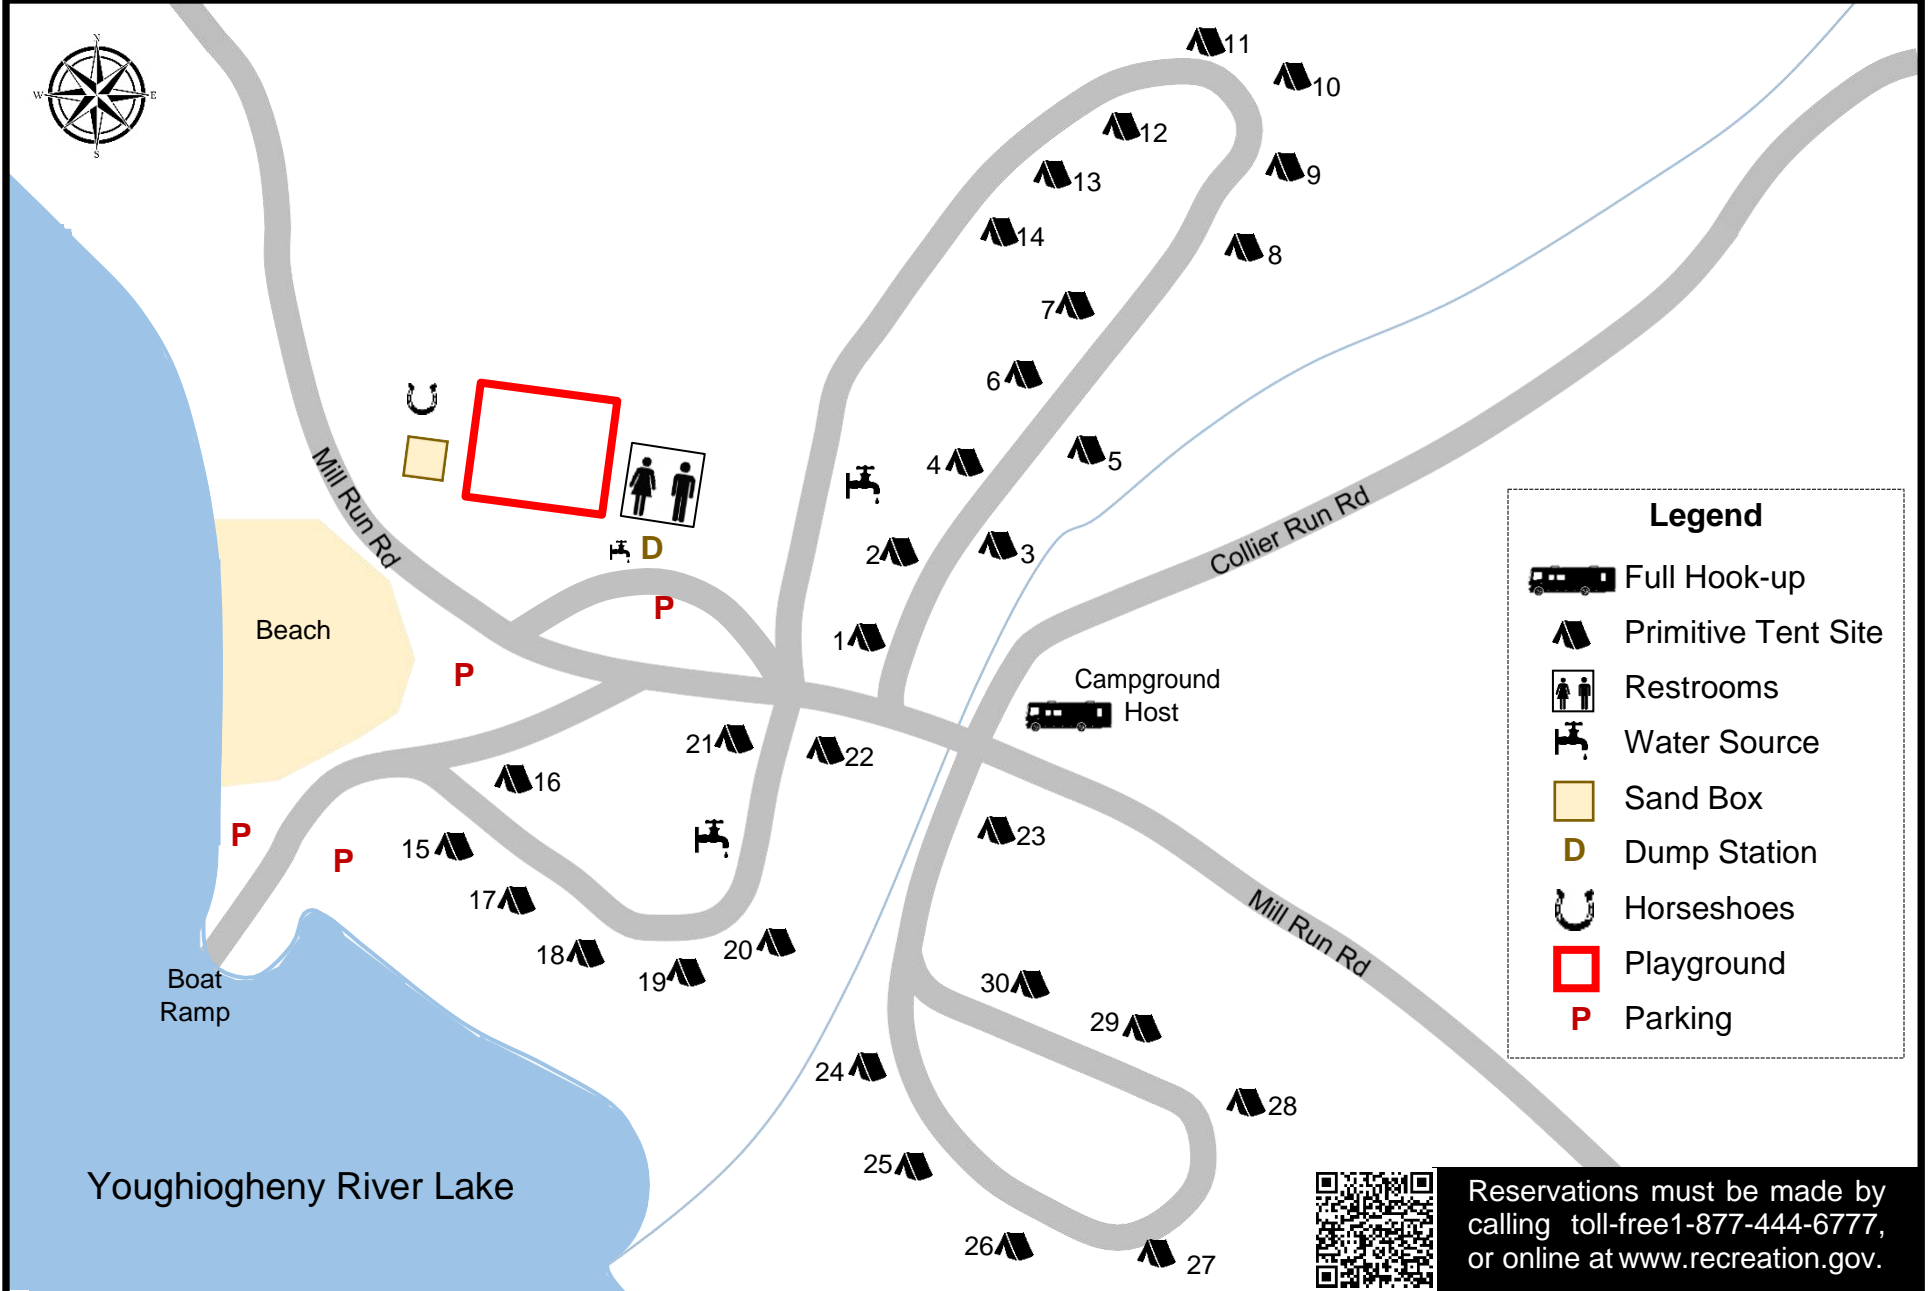 N
W
E
S
11
10
12
13
9
14
8
7
6
4
5
2
3
1
Mill Run Rd
D
P
Beach
P
Collier Run Rd
Campground
Host
21
22
16
15
P
P
17
18
19
20
23
Mill Run Rd
Boat
Ramp
30
29
24
28
25
26
27
Youghiogheny River Lake
Legend
Full Hook-up
Primitive Tent Site
Restrooms
Water Source
Sand Box
D Dump Station
Horseshoes
Playground
P Parking
Reservations must be made by
calling toll-free1-877-444-6777,
or online at www.recreation.gov.